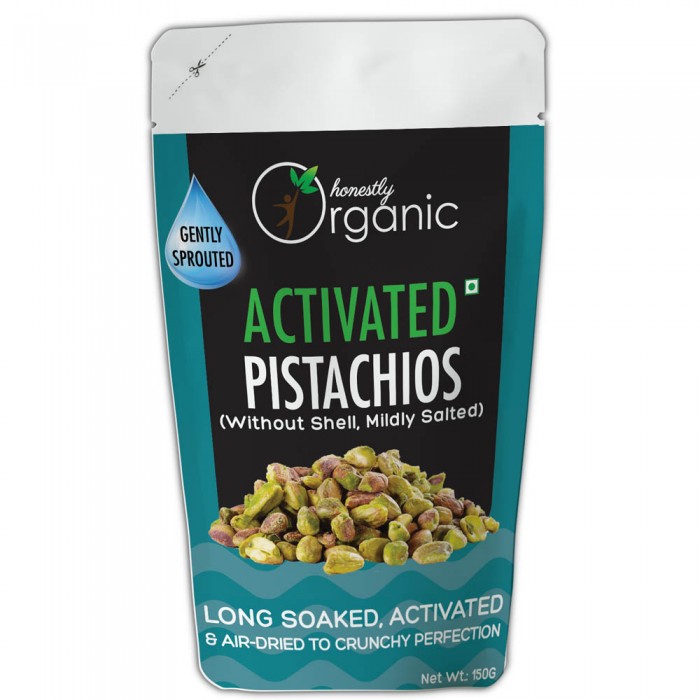 honestly
Organic
GENTLY
SPROUTED
ACTIVATED
PISTACHIOS
(Without Shell, Mildly Salted)
LONG SOAKED, ACTIVATED
& AIR-DRIED TO CRUNCHY PERFECTION
Net Wt.: 150G